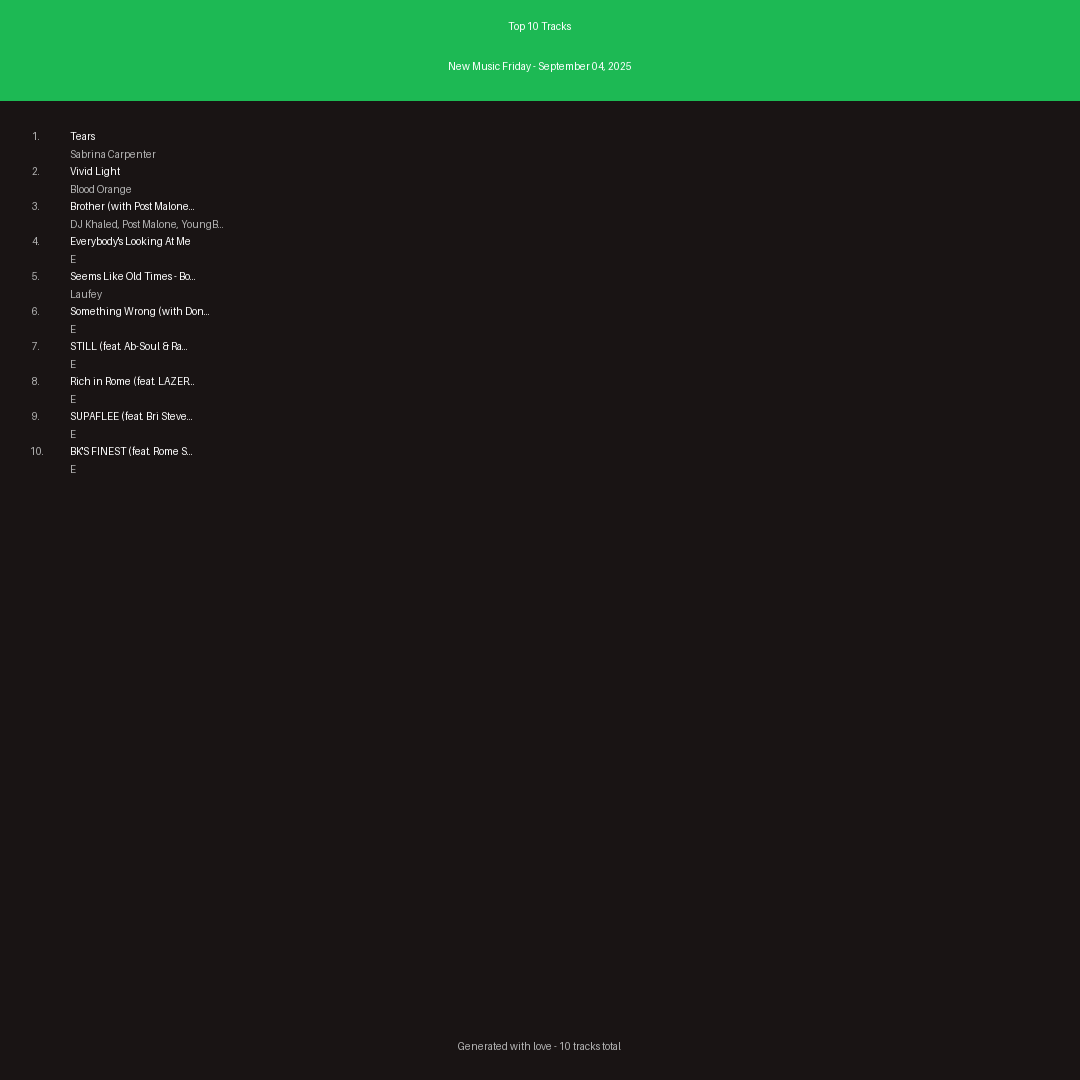 Top 10 Tracks
New Music Friday - September 04, 2025
1. Tears
Sabrina Carpenter
2. Vivid Light
Blood Orange
3. Brother (with Post Malone...
DJ Khaled, Post Malone, YoungB...
4. Everybody's Looking At Me
E
5. Seems Like Old Times - Bo...
Laufey
6. Something Wrong (with Don...
E
7. STILL (feat. Ab-Soul & Ra...
E
8. Rich in Rome (feat. LAZER...
E
9. SUPAFLEE (feat. Bri Steve...
E
10. BK'S FINEST (feat. Rome S...
E
Generated with love - 10 tracks total